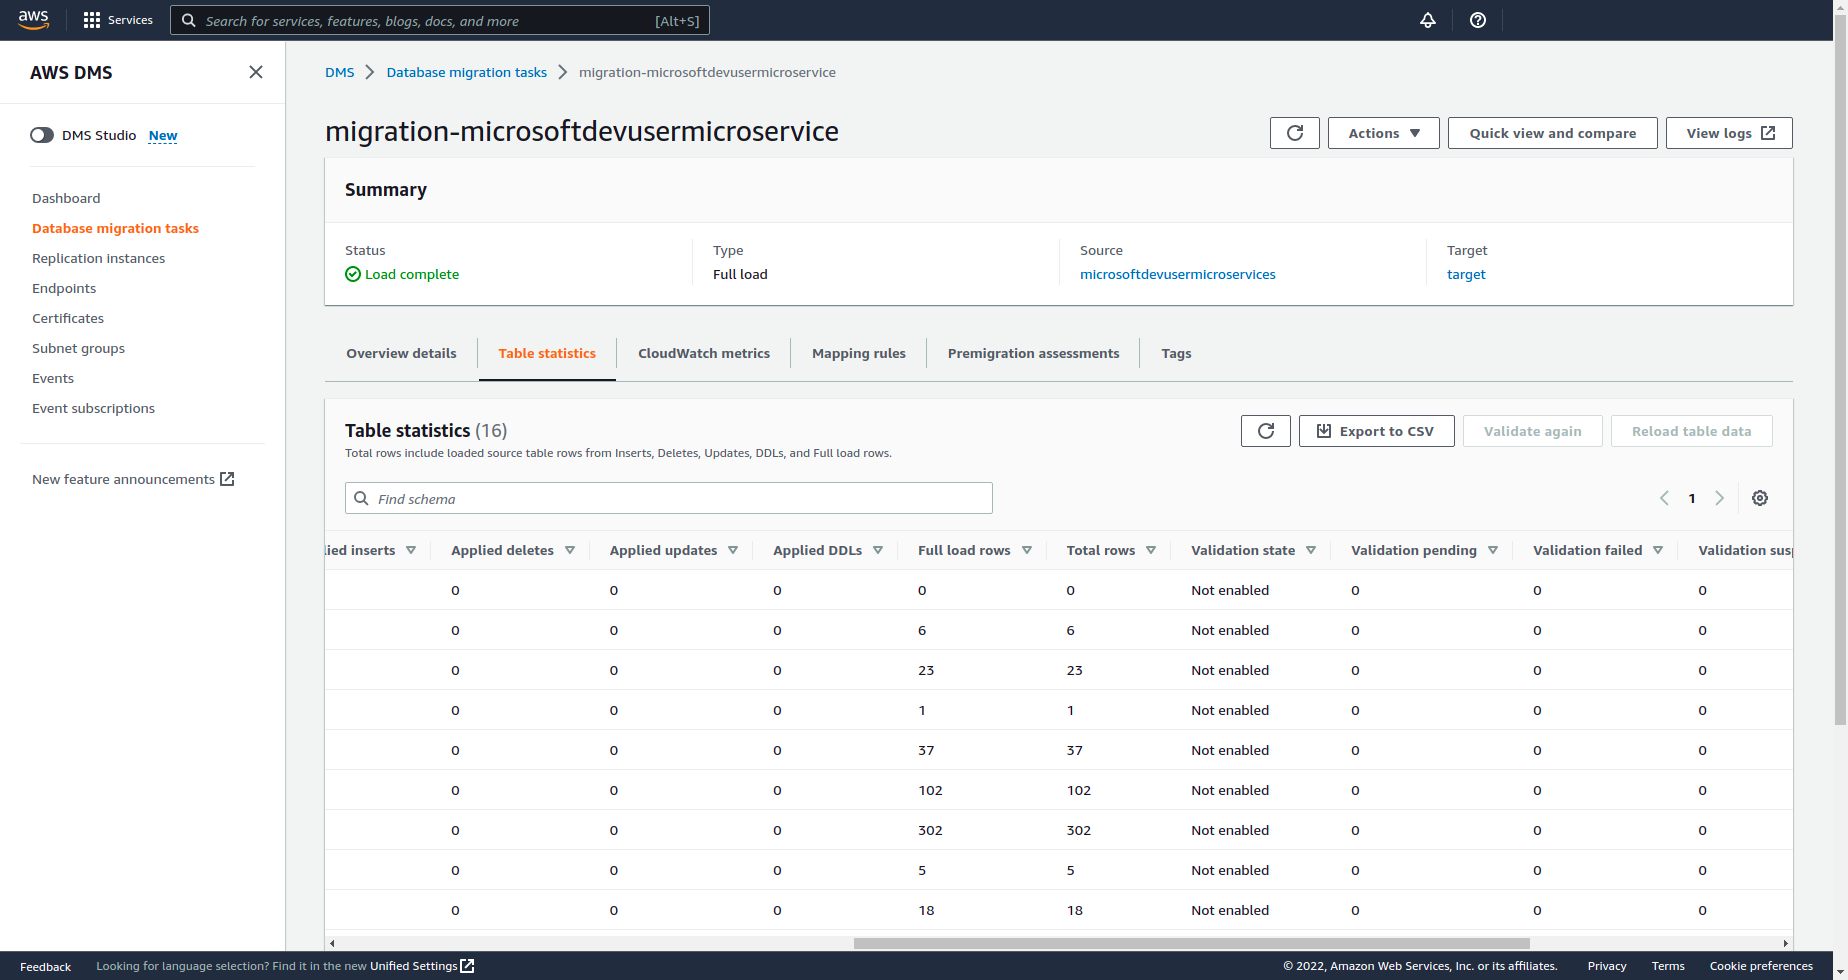 aws Services Search for services, features, blogs, docs, and more [Alt+S]
AWS DMS
DMS Studio New
Dashboard
Database migration tasks
Replication instances
Endpoints
Certificates
Subnet groups
Events
Event subscriptions
New feature announcements
DMS Database migration tasks migration-microsoftdevusermicroservice
migration-microsoftdevusermicroservice
Actions Quick view and compare View logs
Summary
Status Type Source Target
Load complete Full load microsoftdevusermicroservices target
Overview details Table statistics CloudWatch metrics Mapping rules Premigration assessments Tags
Table statistics (16)
Total rows include loaded source table rows from Inserts, Deletes, Updates, DDLs, and Full load rows.
Export to CSV Validate again Reload table data
Find schema 1
lied inserts Applied deletes Applied updates Applied DDLs Full load rows Total rows Validation state Validation pending Validation failed Validation susp
0 0 0 0 0 Not enabled 0 0 0
0 0 0 6 6 Not enabled 0 0 0
0 0 0 23 23 Not enabled 0 0 0
0 0 0 1 1 Not enabled 0 0 0
0 0 0 37 37 Not enabled 0 0 0
0 0 0 102 102 Not enabled 0 0 0
0 0 0 302 302 Not enabled 0 0 0
0 0 0 5 5 Not enabled 0 0 0
0 0 0 18 18 Not enabled 0 0 0
Feedback Looking for language selection? Find it in the new Unified Settings © 2022, Amazon Web Services, Inc. or its affiliates. Privacy Terms Cookie preferences